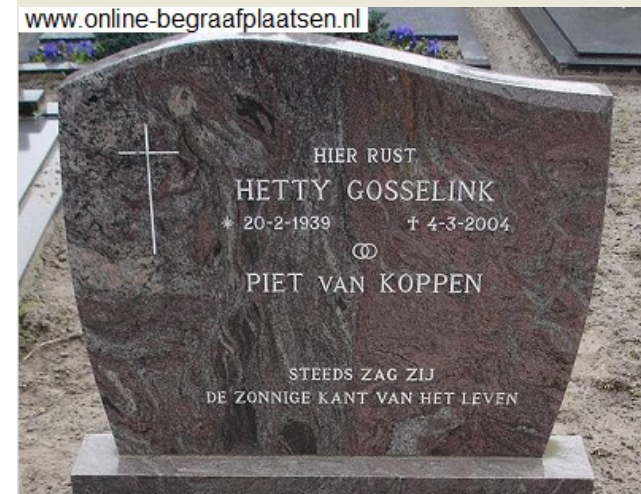 www.online-begraafplaatsen.nl
HIER RUST
HETTY GOSSELINK
* 20-2-1939 † 4-3-2004
PIET VAN KOPPEN
STEEDS ZAG ZIJ
DE ZONNIGE KANT VAN HET LEVEN